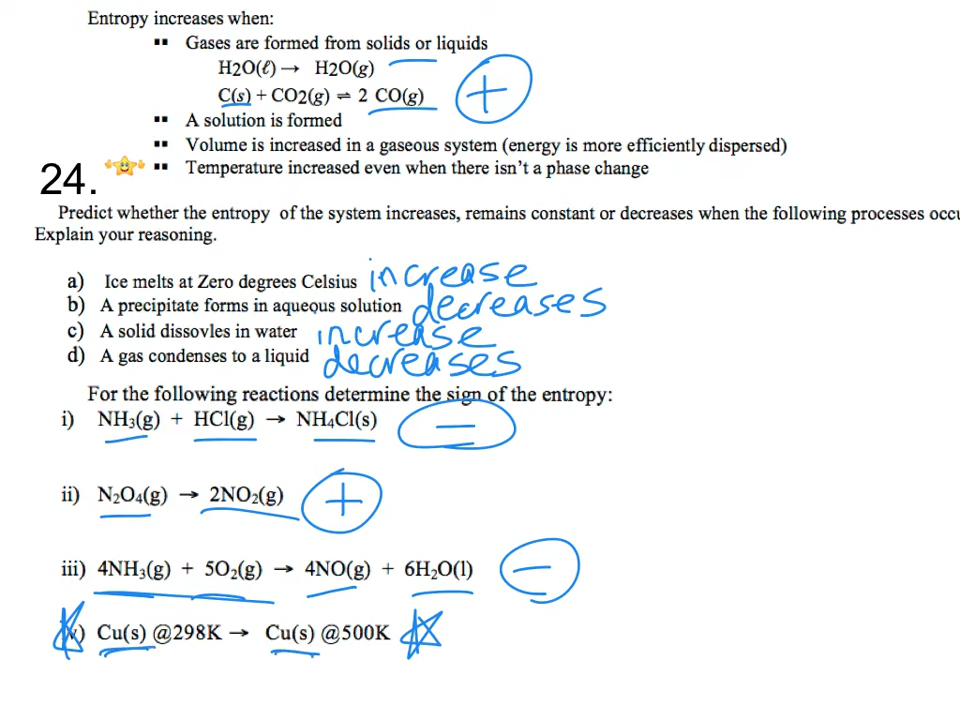 Entropy increases when:
▪▪ Gases are formed from solids or liquids
H2O(ℓ) → H2O(g)
C(s) + CO2(g) ⇌ 2 CO(g) +
▪▪ A solution is formed
▪▪ Volume is increased in a gaseous system (energy is more efficiently dispersed)
24. ▪▪ Temperature increased even when there isn't a phase change
Predict whether the entropy of the system increases, remains constant or decreases when the following processes occu
Explain your reasoning.
a) Ice melts at Zero degrees Celsius increase
b) A precipitate forms in aqueous solution decreases
c) A solid dissovles in water increase
d) A gas condenses to a liquid decreases
For the following reactions determine the sign of the entropy:
i) NH₃(g) + HCl(g) → NH₄Cl(s) −
ii) N₂O₄(g) → 2NO₂(g) +
iii) 4NH₃(g) + 5O₂(g) → 4NO(g) + 6H₂O(l) −
Cu(s) @298K → Cu(s) @500K